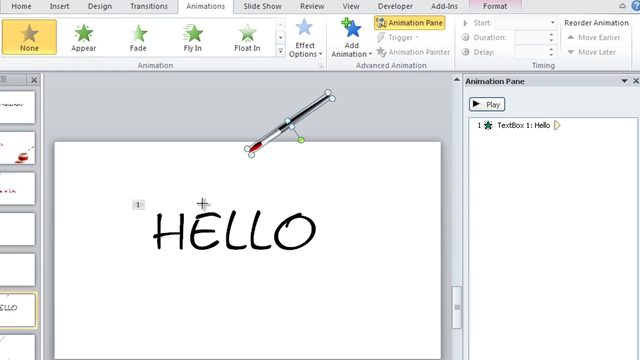 Home Insert Design Transitions Animations Slide Show Review View Developer Add-Ins Format
None Appear Fade Fly In Float In
Effect Options
Add Animation
Animation Pane
Trigger
Animation Painter
Start:
Duration:
Delay:
Reorder Animation
Move Earlier
Move Later
Animation Advanced Animation Timing
Animation Pane
Play
1 TextBox 1: Hello
1
HELLO
HELLO